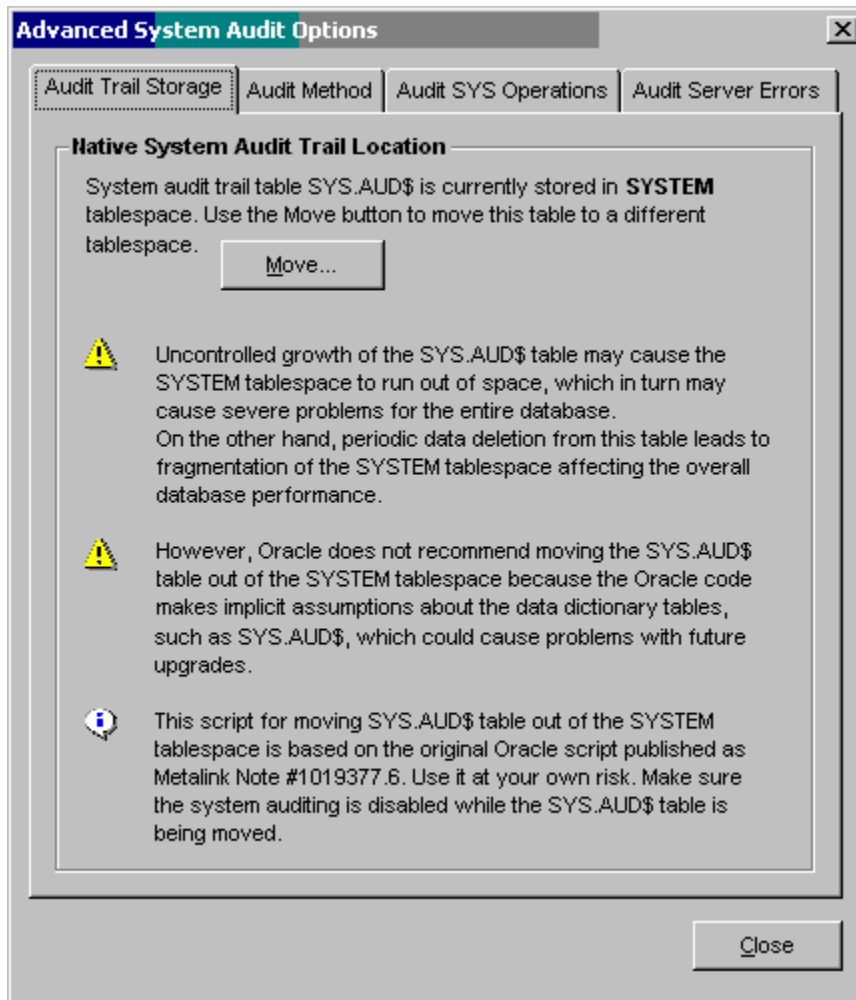 Advanced System Audit Options
Audit Trail Storage
Audit Method
Audit SYS Operations
Audit Server Errors
Native System Audit Trail Location
System audit trail table SYS.AUD$ is currently stored in SYSTEM
tablespace. Use the Move button to move this table to a different
tablespace.
Move...
Uncontrolled growth of the SYS.AUD$ table may cause the
SYSTEM tablespace to run out of space, which in turn may
cause severe problems for the entire database.
On the other hand, periodic data deletion from this table leads to
fragmentation of the SYSTEM tablespace affecting the overall
database performance.
However, Oracle does not recommend moving the SYS.AUD$
table out of the SYSTEM tablespace because the Oracle code
makes implicit assumptions about the data dictionary tables,
such as SYS.AUD$, which could cause problems with future
upgrades.
This script for moving SYS.AUD$ table out of the SYSTEM
tablespace is based on the original Oracle script published as
Metalink Note #1019377.6. Use it at your own risk. Make sure
the system auditing is disabled while the SYS.AUD$ table is
being moved.
Close